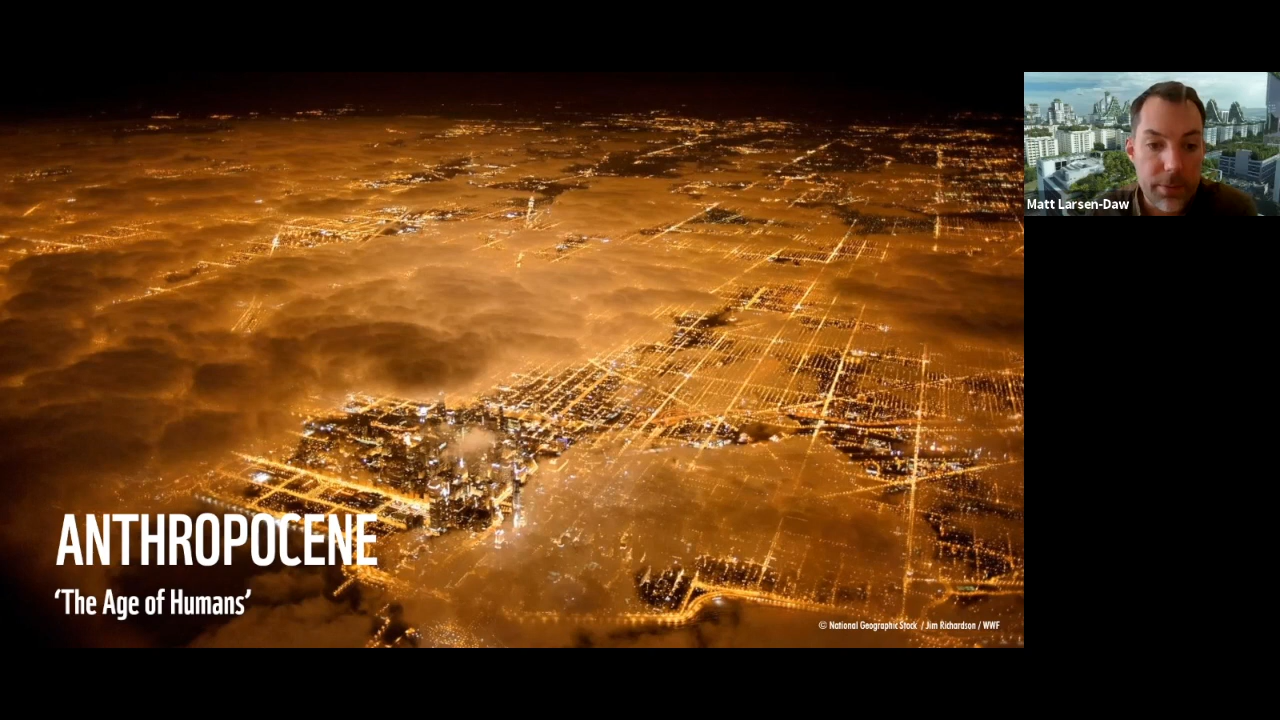 ANTHROPOCENE
‘The Age of Humans’
© National Geographic Stock / Jim Richardson / WWF
Matt Larsen-Daw